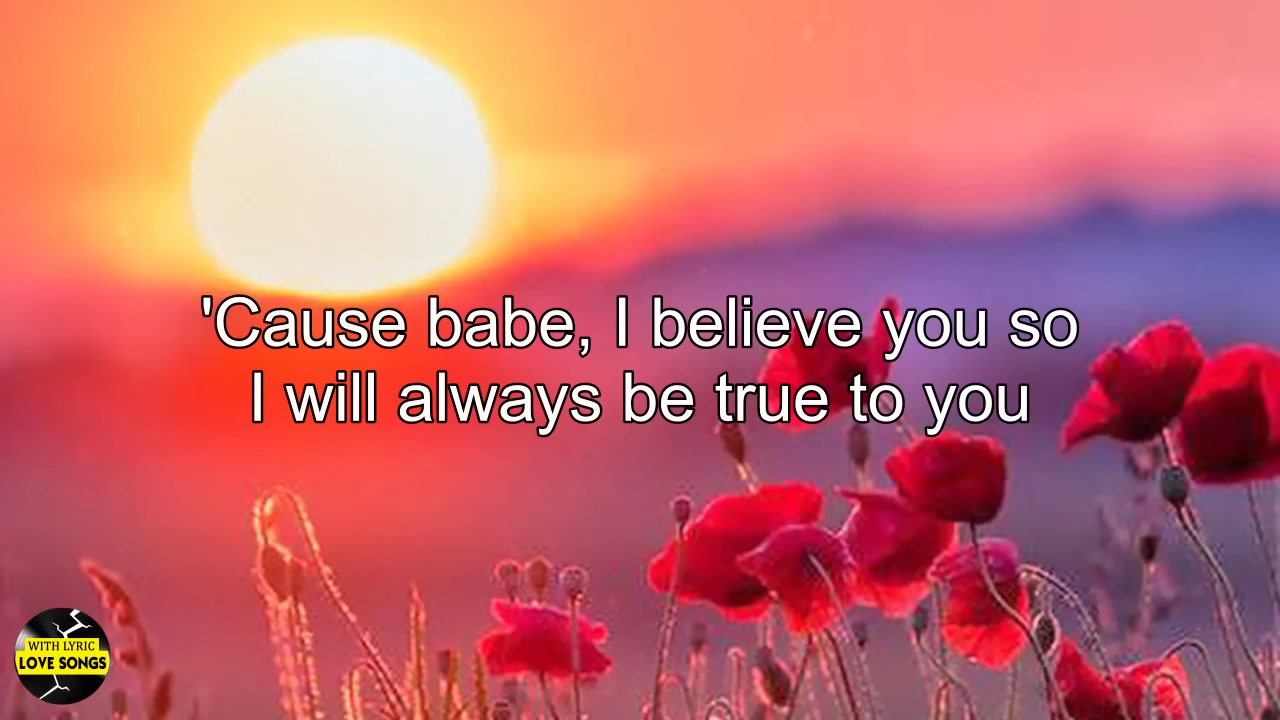 'Cause babe, I believe you so
I will always be true to you
WITH LYRIC
LOVE SONGS